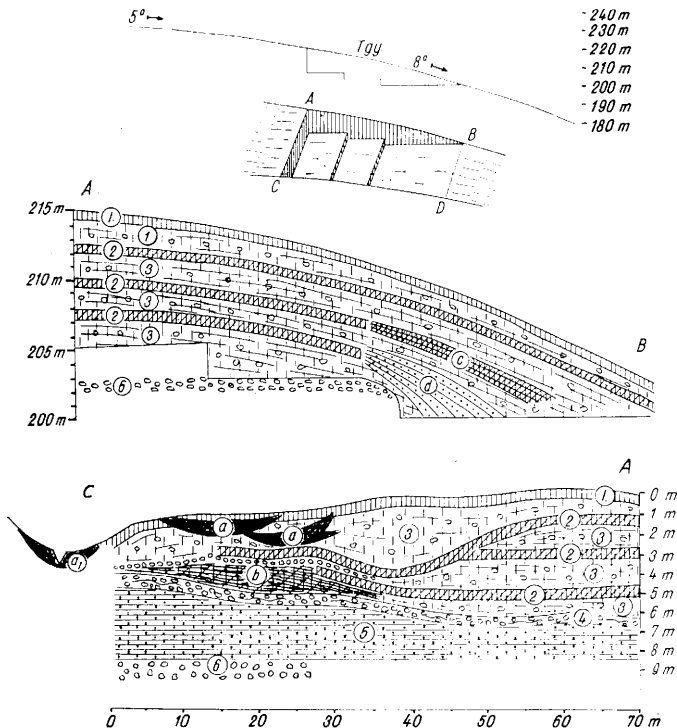 5°
Tgy
8°
- 240 m
- 230 m
- 220 m
- 210 m
- 200 m
- 190 m
- 180 m
A
B
C
D
A
B
215 m
210 m
205 m
200 m
1.
1
2
3
2
3
2
3
6
c
d
C
A
a₁
a
a
b
1.
2
3
3
2
3
2
3
4
5
6
0 m
1 m
2 m
3 m
4 m
5 m
6 m
7 m
8 m
9 m
0 10 20 30 40 50 60 70 m